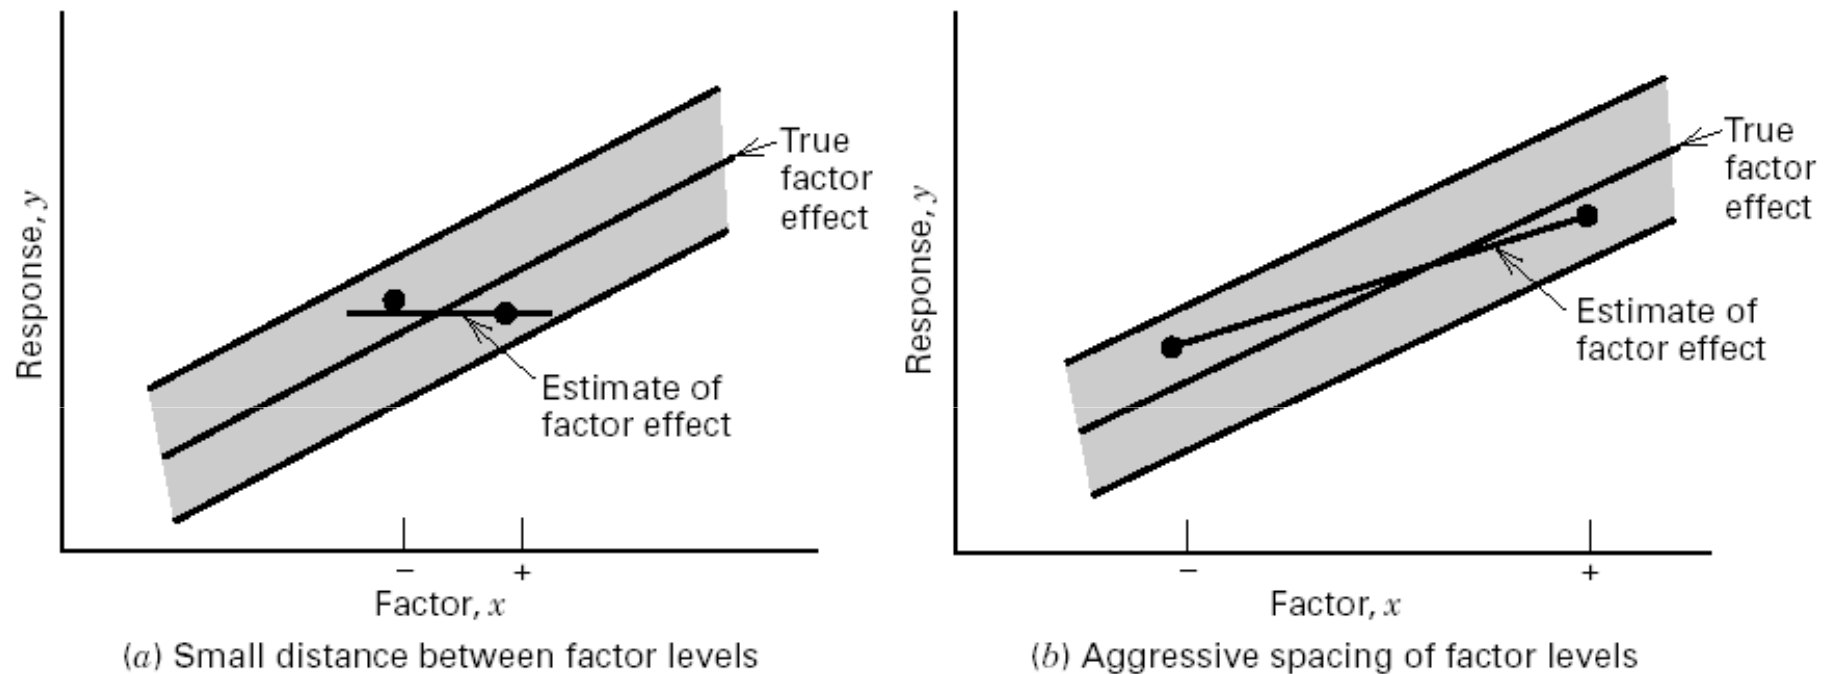 Response, y
True
factor
effect
Estimate of
factor effect
− +
Factor, x
(a) Small distance between factor levels
Response, y
True
factor
effect
Estimate of
factor effect
− +
Factor, x
(b) Aggressive spacing of factor levels